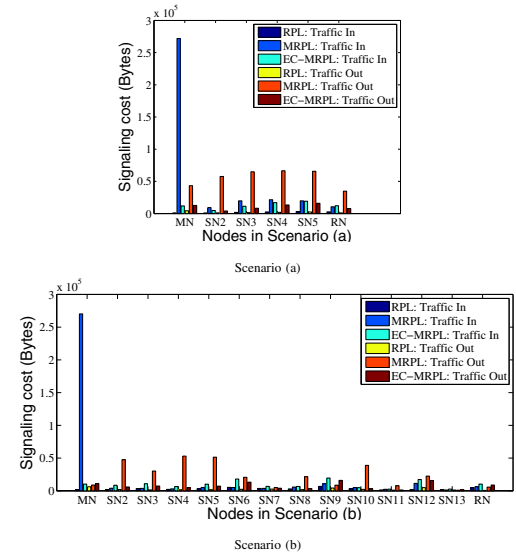 x 10^5
3
2.5
2
1.5
1
0.5
0
Signaling cost (Bytes)
RPL: Traffic In
MRPL: Traffic In
EC−MRPL: Traffic In
RPL: Traffic Out
MRPL: Traffic Out
EC−MRPL: Traffic Out
MN SN2 SN3 SN4 SN5 RN
Nodes in Scenario (a)
Scenario (a)
x 10^5
3
2.5
2
1.5
1
0.5
0
Signaling cost (Bytes)
RPL: Traffic In
MRPL: Traffic In
EC−MRPL: Traffic In
RPL: Traffic Out
MRPL: Traffic Out
EC−MRPL: Traffic Out
MN SN2 SN3 SN4 SN5 SN6 SN7 SN8 SN9 SN10 SN11 SN12 SN13 RN
Nodes in Scenario (b)
Scenario (b)